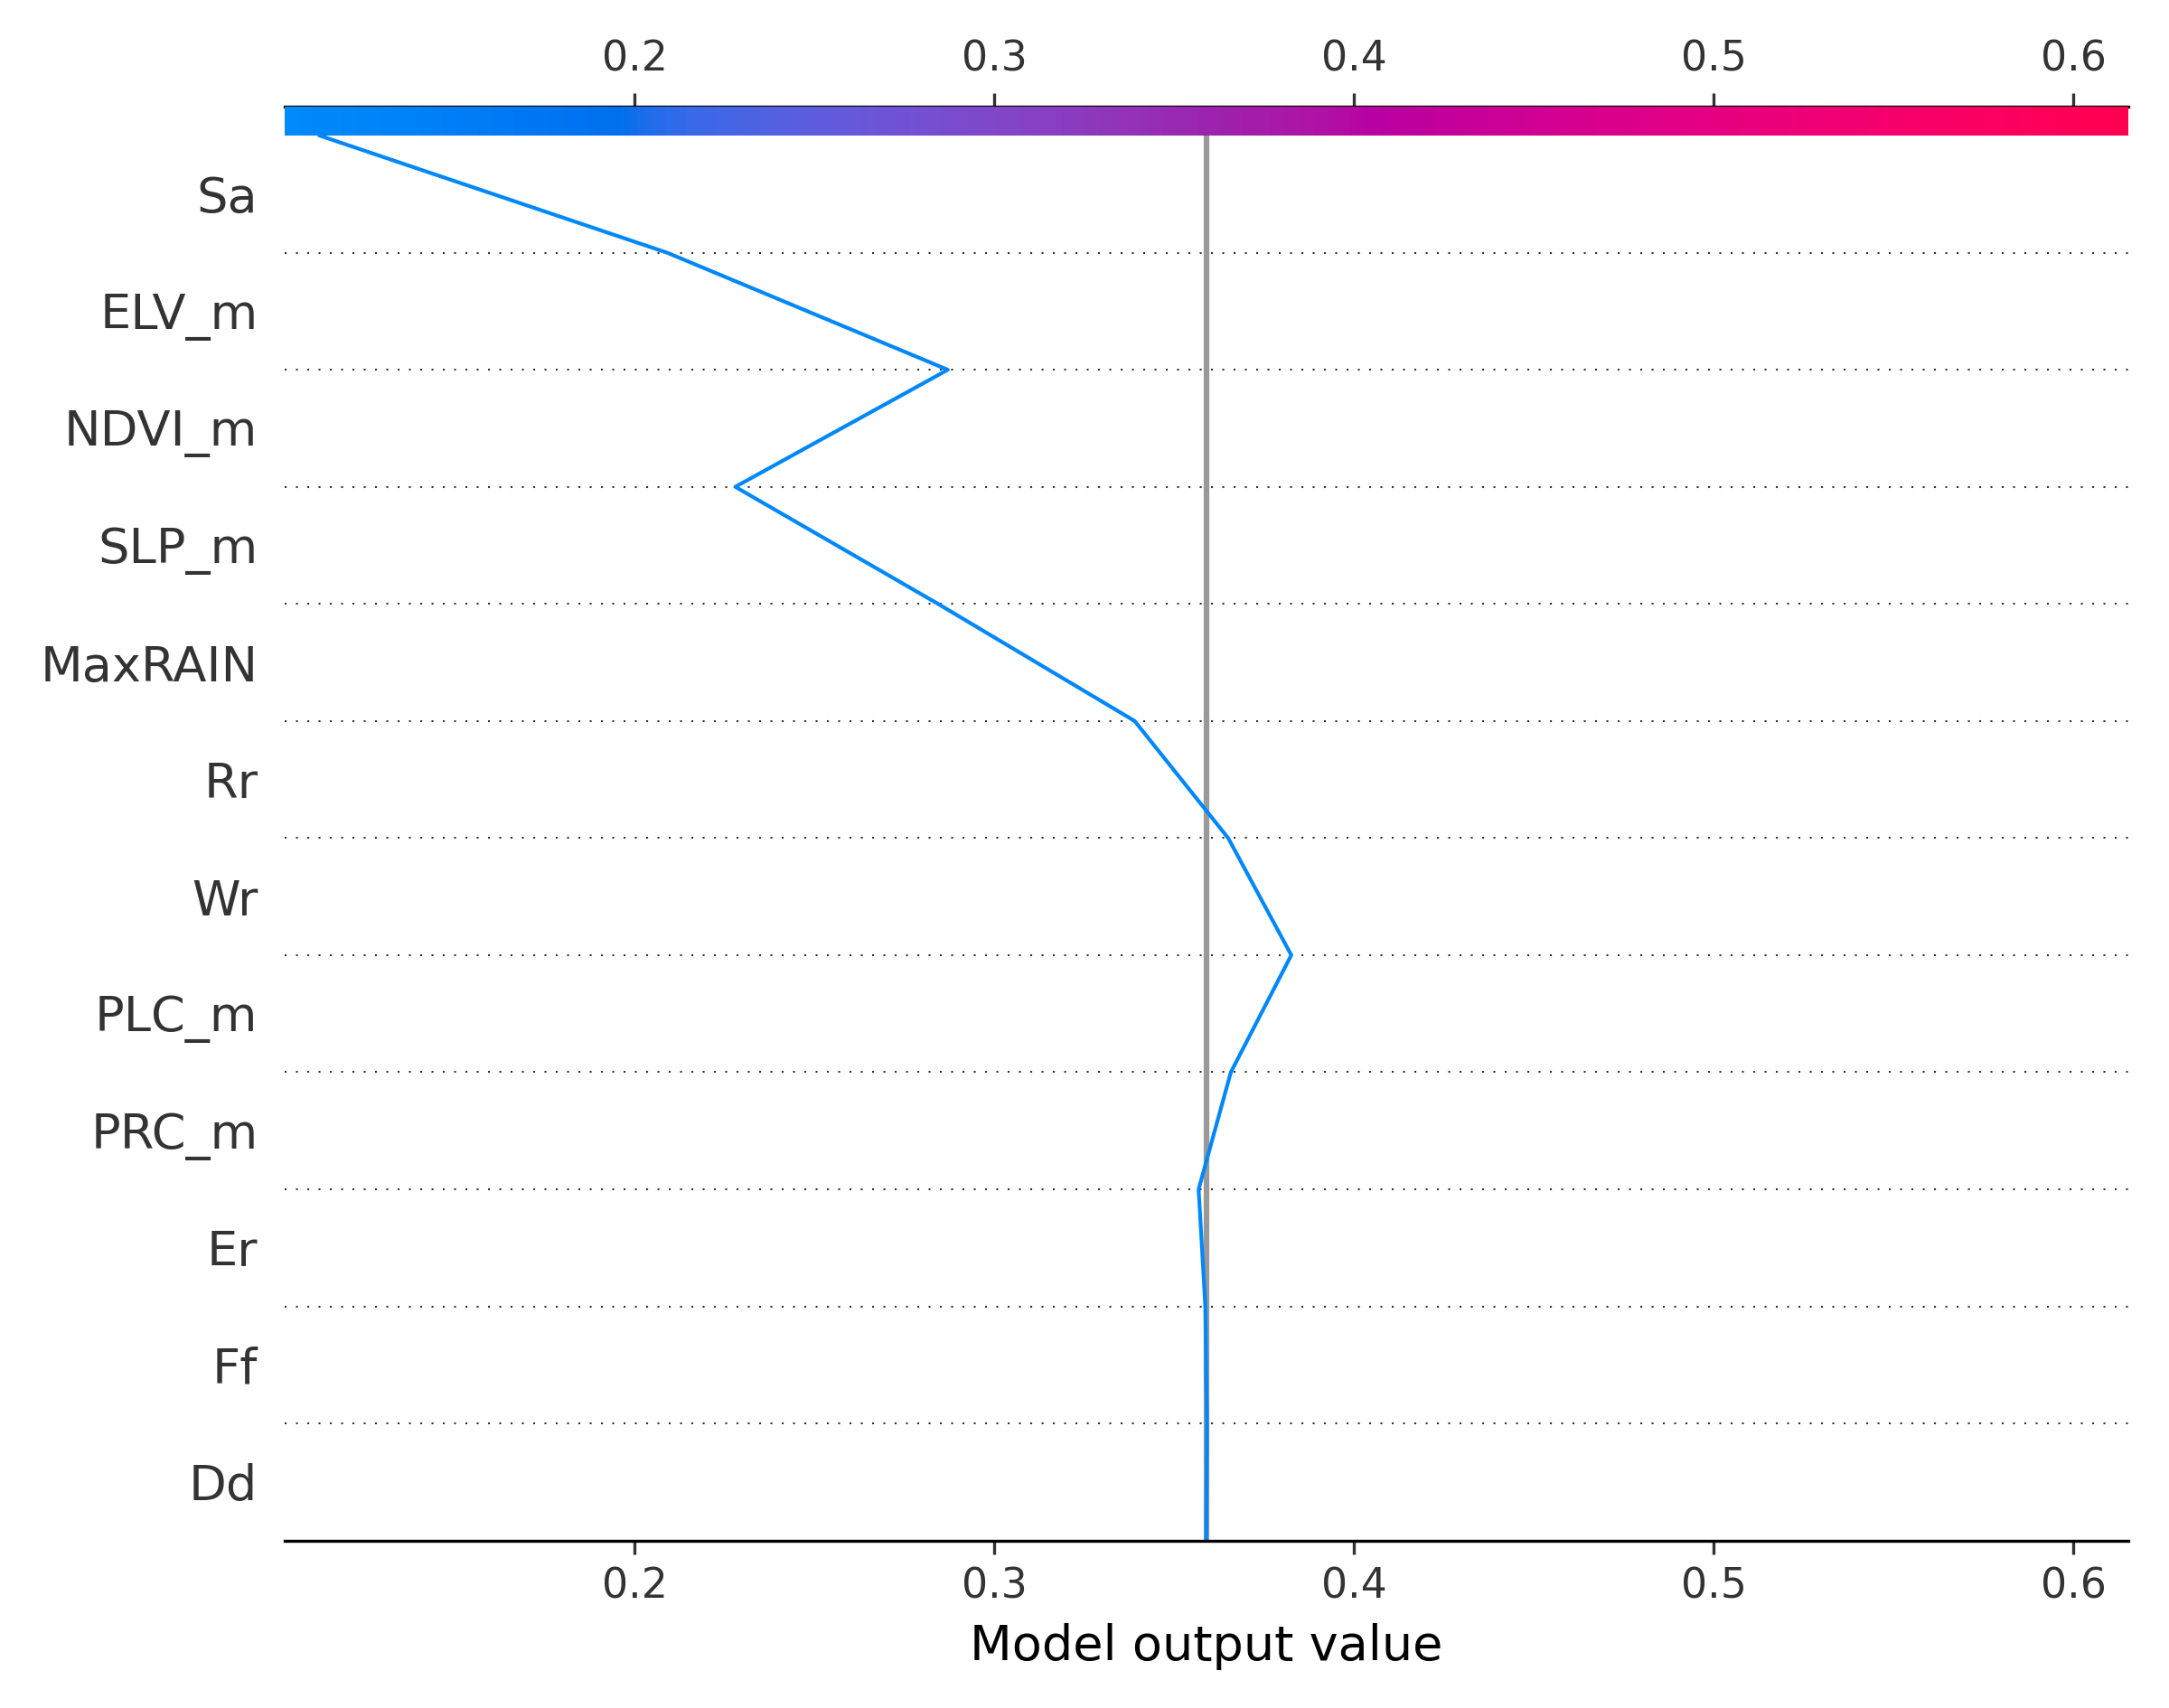 0.2 0.3 0.4 0.5 0.6
Sa
ELV_m
NDVI_m
SLP_m
MaxRAIN
Rr
Wr
PLC_m
PRC_m
Er
Ff
Dd
0.2 0.3 0.4 0.5 0.6
Model output value